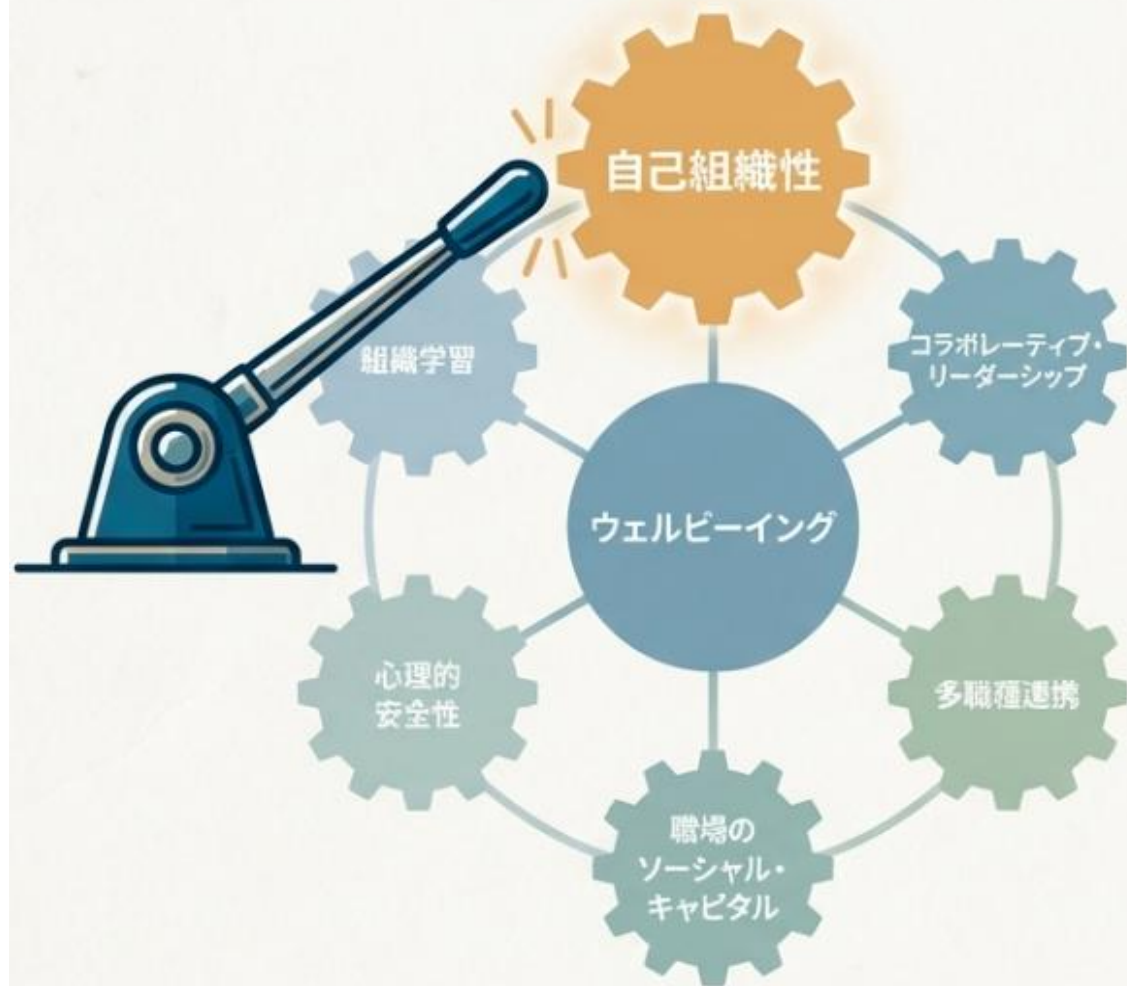 自己組織性
組織学習
コラボレーティブ・
リーダーシップ
ウェルビーイング
心理的
安全性
多職種連携
職場の
ソーシャル・
キャピタル